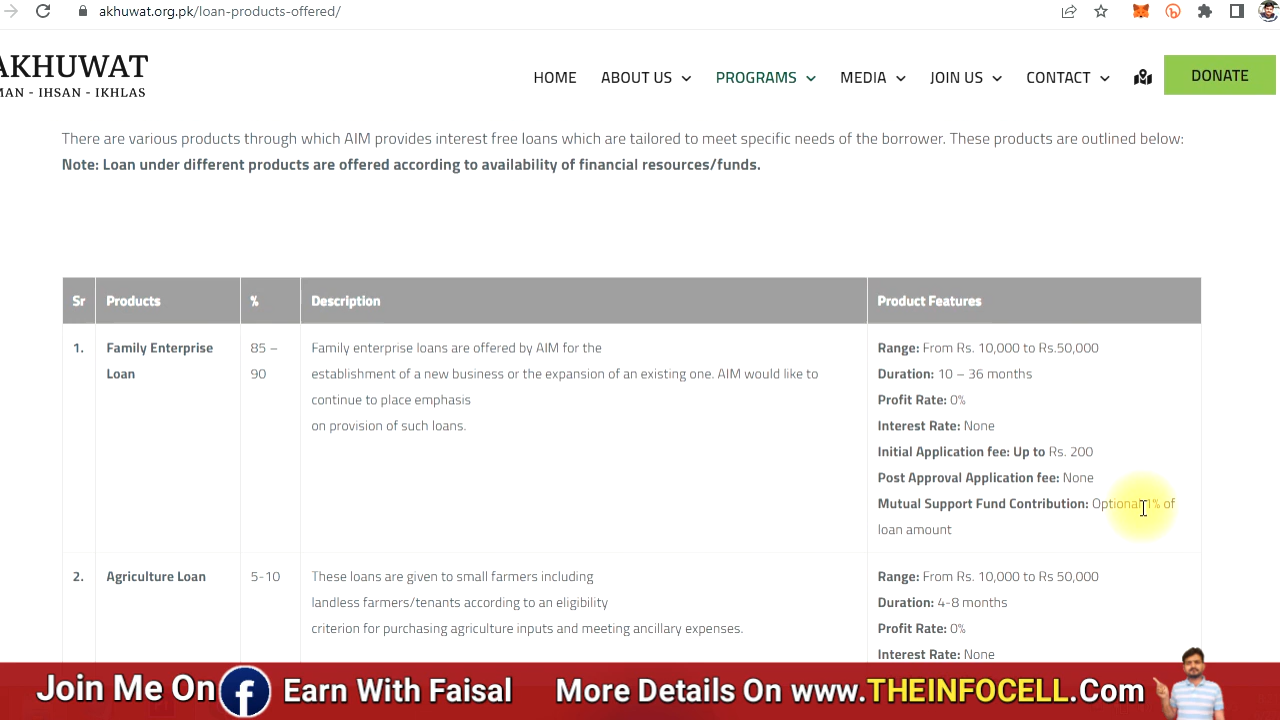 akhuwat.org.pk/loan-products-offered/
AKHUWAT
MAN - IHSAN - IKHLAS
HOME ABOUT US PROGRAMS MEDIA JOIN US CONTACT DONATE
There are various products through which AIM provides interest free loans which are tailored to meet specific needs of the borrower. These products are outlined below:
Note: Loan under different products are offered according to availability of financial resources/funds.
Sr Products % Description Product Features
1. Family Enterprise Loan
85 – 90
Family enterprise loans are offered by AIM for the
establishment of a new business or the expansion of an existing one. AIM would like to
continue to place emphasis
on provision of such loans.
Range: From Rs. 10,000 to Rs.50,000
Duration: 10 – 36 months
Profit Rate: 0%
Interest Rate: None
Initial Application fee: Up to Rs. 200
Post Approval Application fee: None
Mutual Support Fund Contribution: Optional 1% of
loan amount
2. Agriculture Loan
5-10
These loans are given to small farmers including
landless farmers/tenants according to an eligibility
criterion for purchasing agriculture inputs and meeting ancillary expenses.
Range: From Rs. 10,000 to Rs 50,000
Duration: 4-8 months
Profit Rate: 0%
Interest Rate: None
Join Me On f Earn With Faisal More Details On www.THEINFOCELL.Com